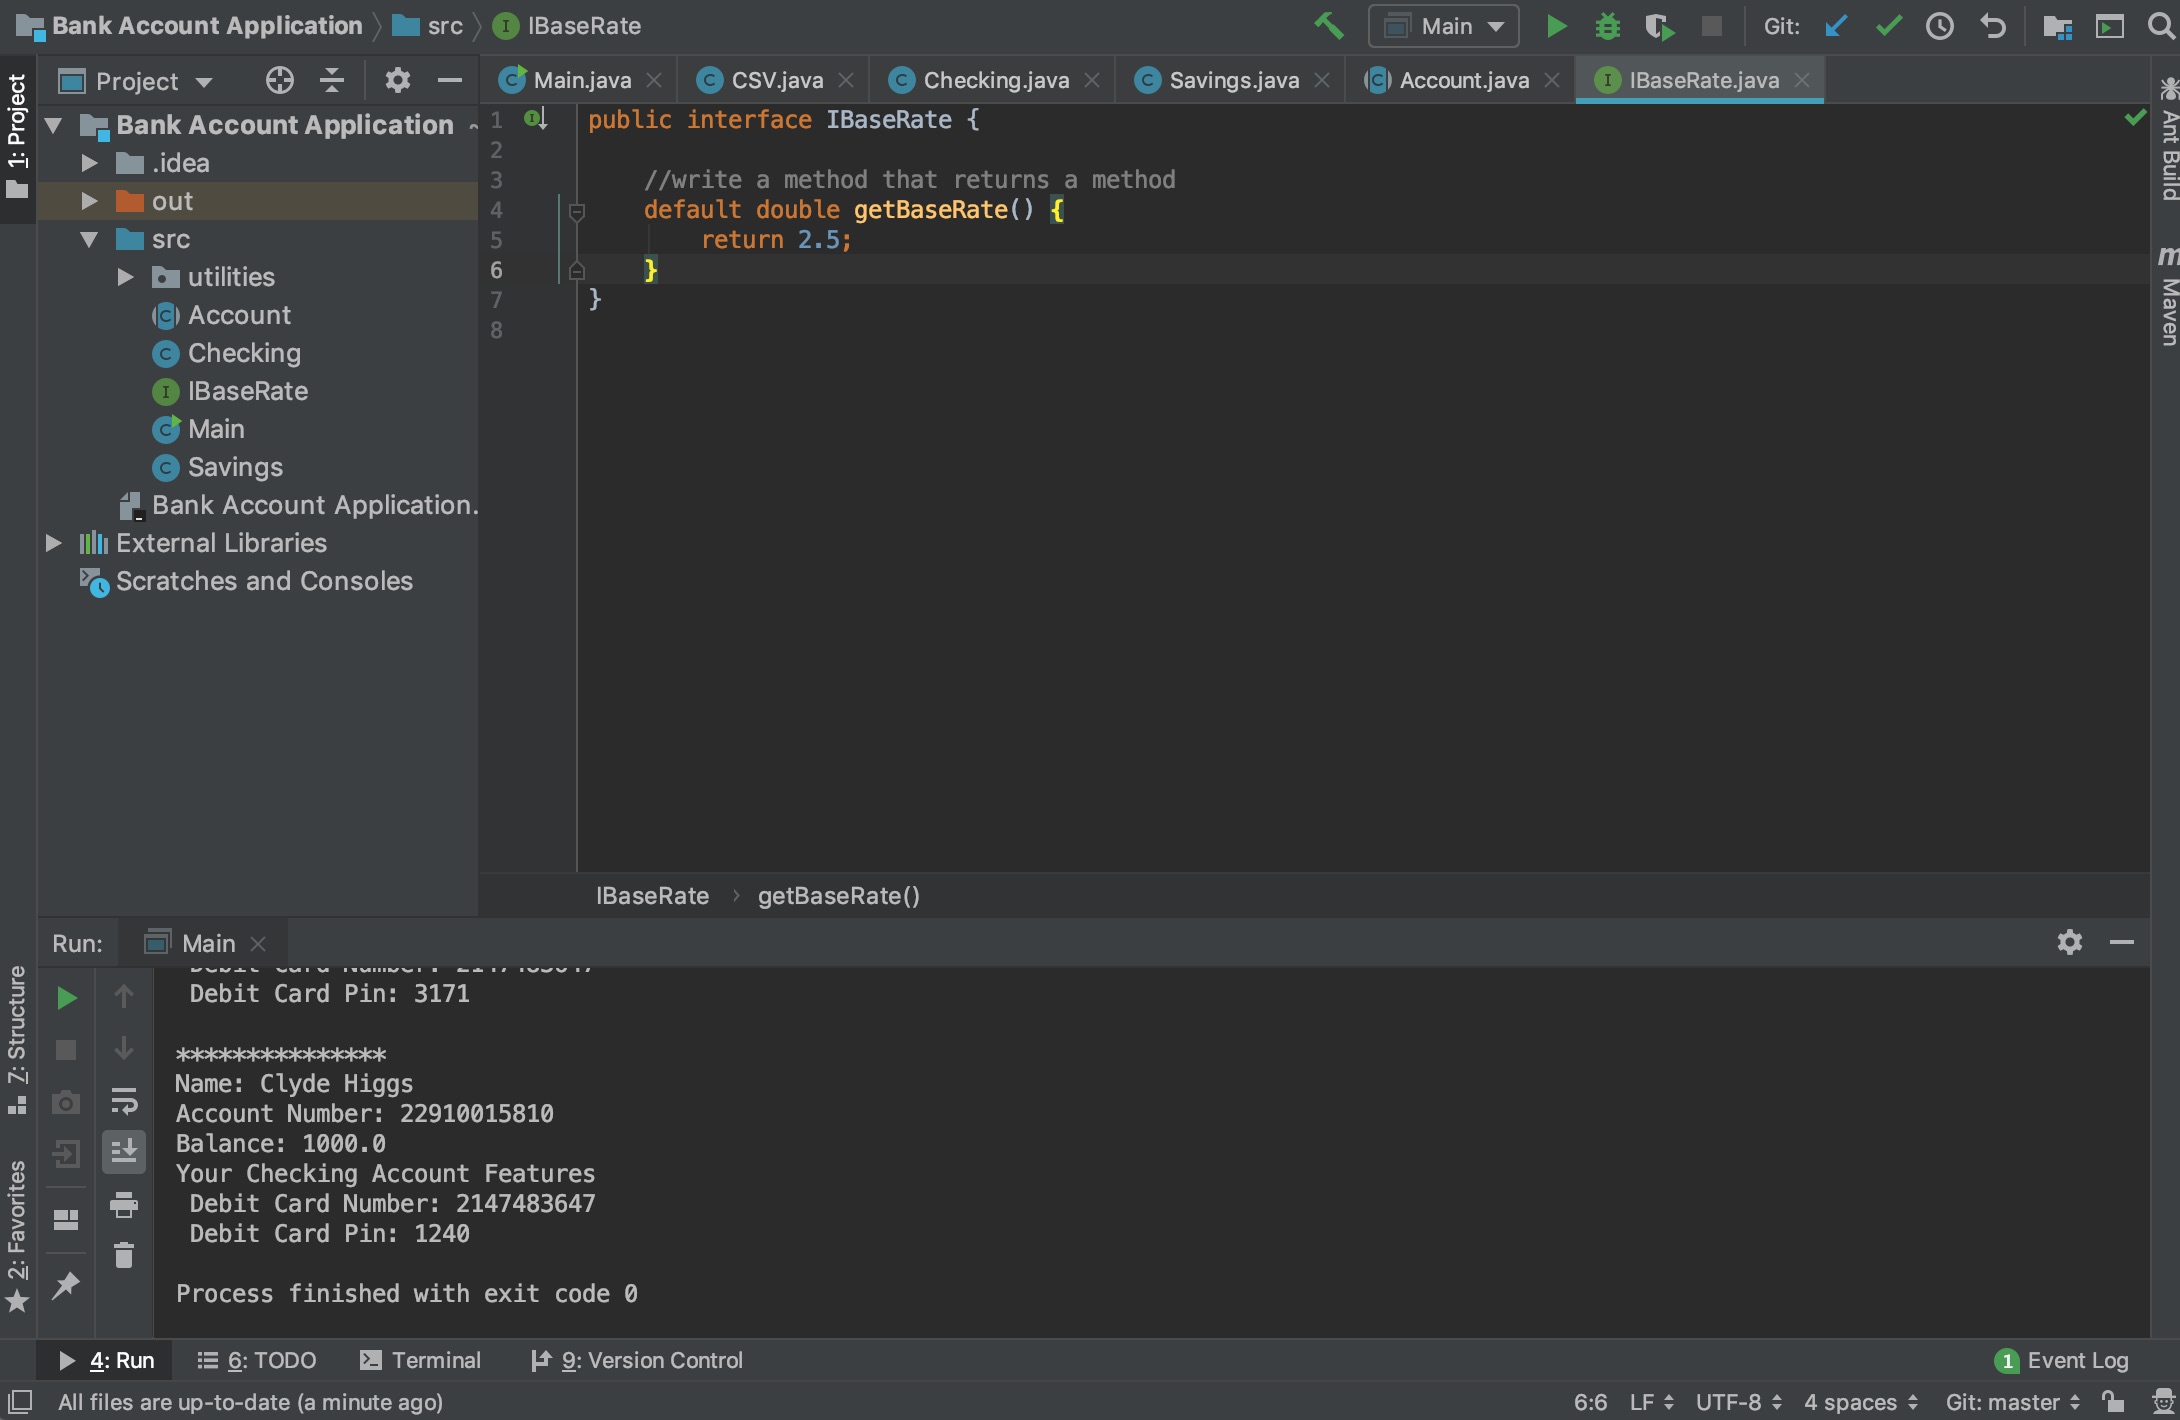 Bank Account Application src IBaseRate Main Git:
Project Main.java CSV.java Checking.java Savings.java Account.java IBaseRate.java
1: Project
Bank Account Application ~
.idea
out
src
utilities
Account
Checking
IBaseRate
Main
Savings
Bank Account Application.
External Libraries
Scratches and Consoles
1 public interface IBaseRate {
2
3 //write a method that returns a method
4 default double getBaseRate() {
5 return 2.5;
6 }
7 }
8
Ant Build
Maven
IBaseRate › getBaseRate()
Run: Main
7: Structure
2: Favorites
Debit Card Number: 2147483647
Debit Card Pin: 3171
***************
Name: Clyde Higgs
Account Number: 22910015810
Balance: 1000.0
Your Checking Account Features
Debit Card Number: 2147483647
Debit Card Pin: 1240
Process finished with exit code 0
4: Run 6: TODO Terminal 9: Version Control 1 Event Log
All files are up-to-date (a minute ago) 6:6 LF UTF-8 4 spaces Git: master